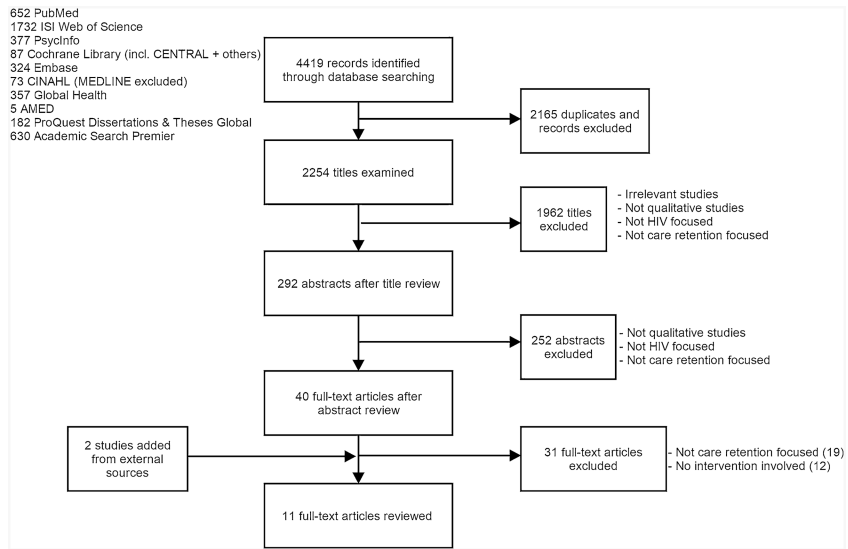 652 PubMed
1732 ISI Web of Science
377 PsycInfo
87 Cochrane Library (incl. CENTRAL + others)
324 Embase
73 CINAHL (MEDLINE excluded)
357 Global Health
5 AMED
182 ProQuest Dissertations & Theses Global
630 Academic Search Premier
4419 records identified
through database searching
2165 duplicates and
records excluded
2254 titles examined
1962 titles
excluded
- Irrelevant studies
- Not qualitative studies
- Not HIV focused
- Not care retention focused
292 abstracts after title review
252 abstracts
excluded
- Not qualitative studies
- Not HIV focused
- Not care retention focused
40 full-text articles after
abstract review
2 studies added
from external
sources
31 full-text articles
excluded
- Not care retention focused (19)
- No intervention involved (12)
11 full-text articles reviewed